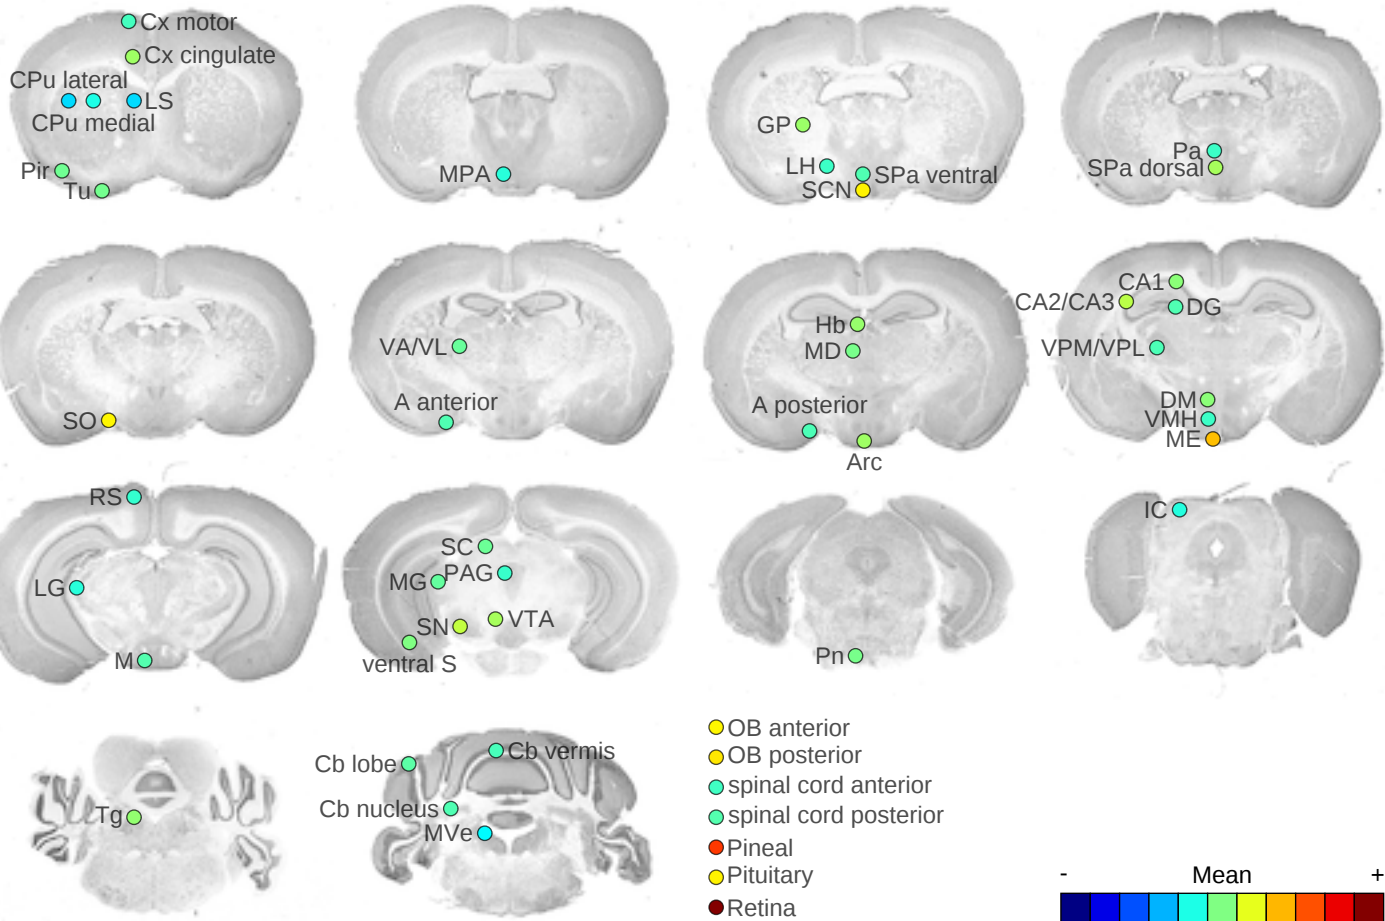 Cx motor
Cx cingulate
CPu lateral
LS
CPu medial
Pir
Tu
MPA
GP
LH
SPa ventral
SCN
Pa
SPa dorsal
SO
VA/VL
A anterior
Hb
MD
A posterior
Arc
CA1
CA2/CA3
DG
VPM/VPL
DM
VMH
ME
RS
LG
M
SC
MG
PAG
SN
VTA
ventral S
Pn
IC
Tg
Cb lobe
Cb vermis
Cb nucleus
MVe
OB anterior
OB posterior
spinal cord anterior
spinal cord posterior
Pineal
Pituitary
Retina
- Mean +